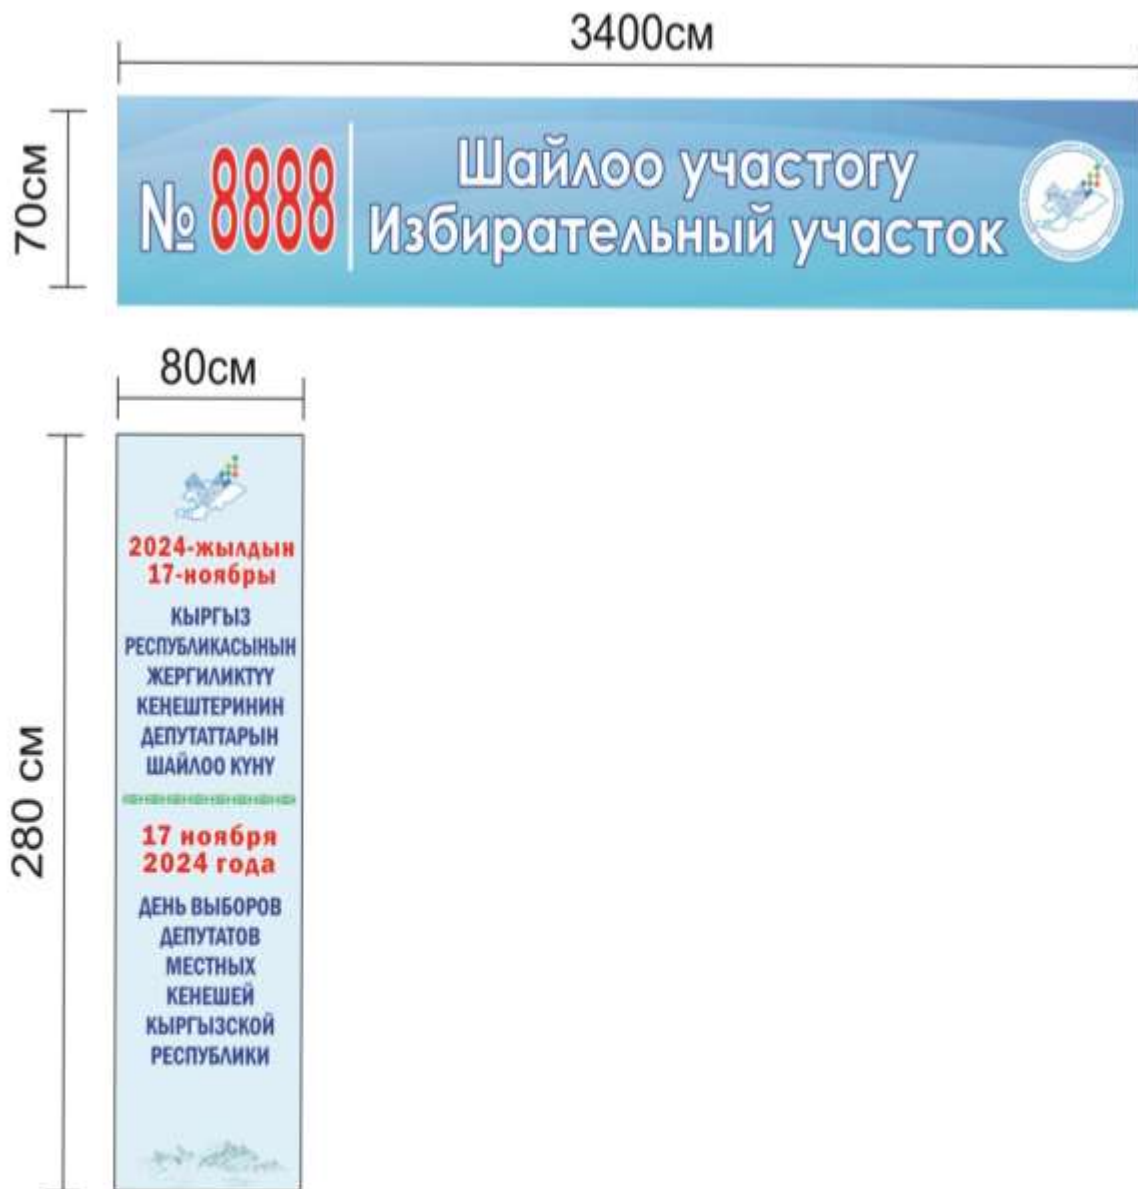 3400см
70см
№ 8888
Шайлоо участогу
Избирательный участок
80см
280 см
2024-жылдын
17-ноябры
КЫРГЫЗ
РЕСПУБЛИКАСЫНЫН
ЖЕРГИЛИКТҮҮ
КЕҢЕШТЕРИНИН
ДЕПУТАТТАРЫН
ШАЙЛОО КҮНҮ
17 ноября
2024 года
ДЕНЬ ВЫБОРОВ
ДЕПУТАТОВ
МЕСТНЫХ
КЕНЕШЕЙ
КЫРГЫЗСКОЙ
РЕСПУБЛИКИ